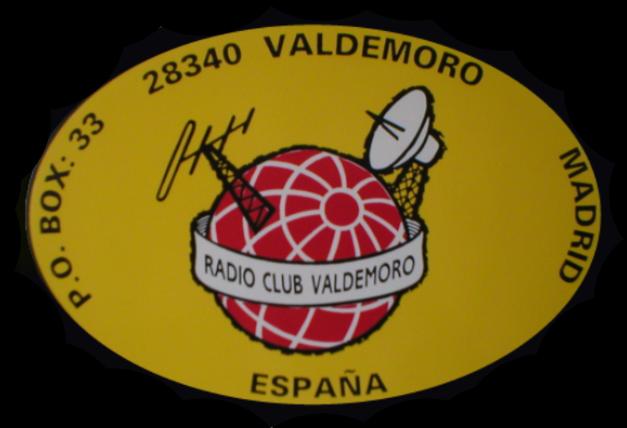 P.O. BOX: 33
28340 VALDEMORO
MADRID
RADIO CLUB VALDEMORO
ESPAÑA